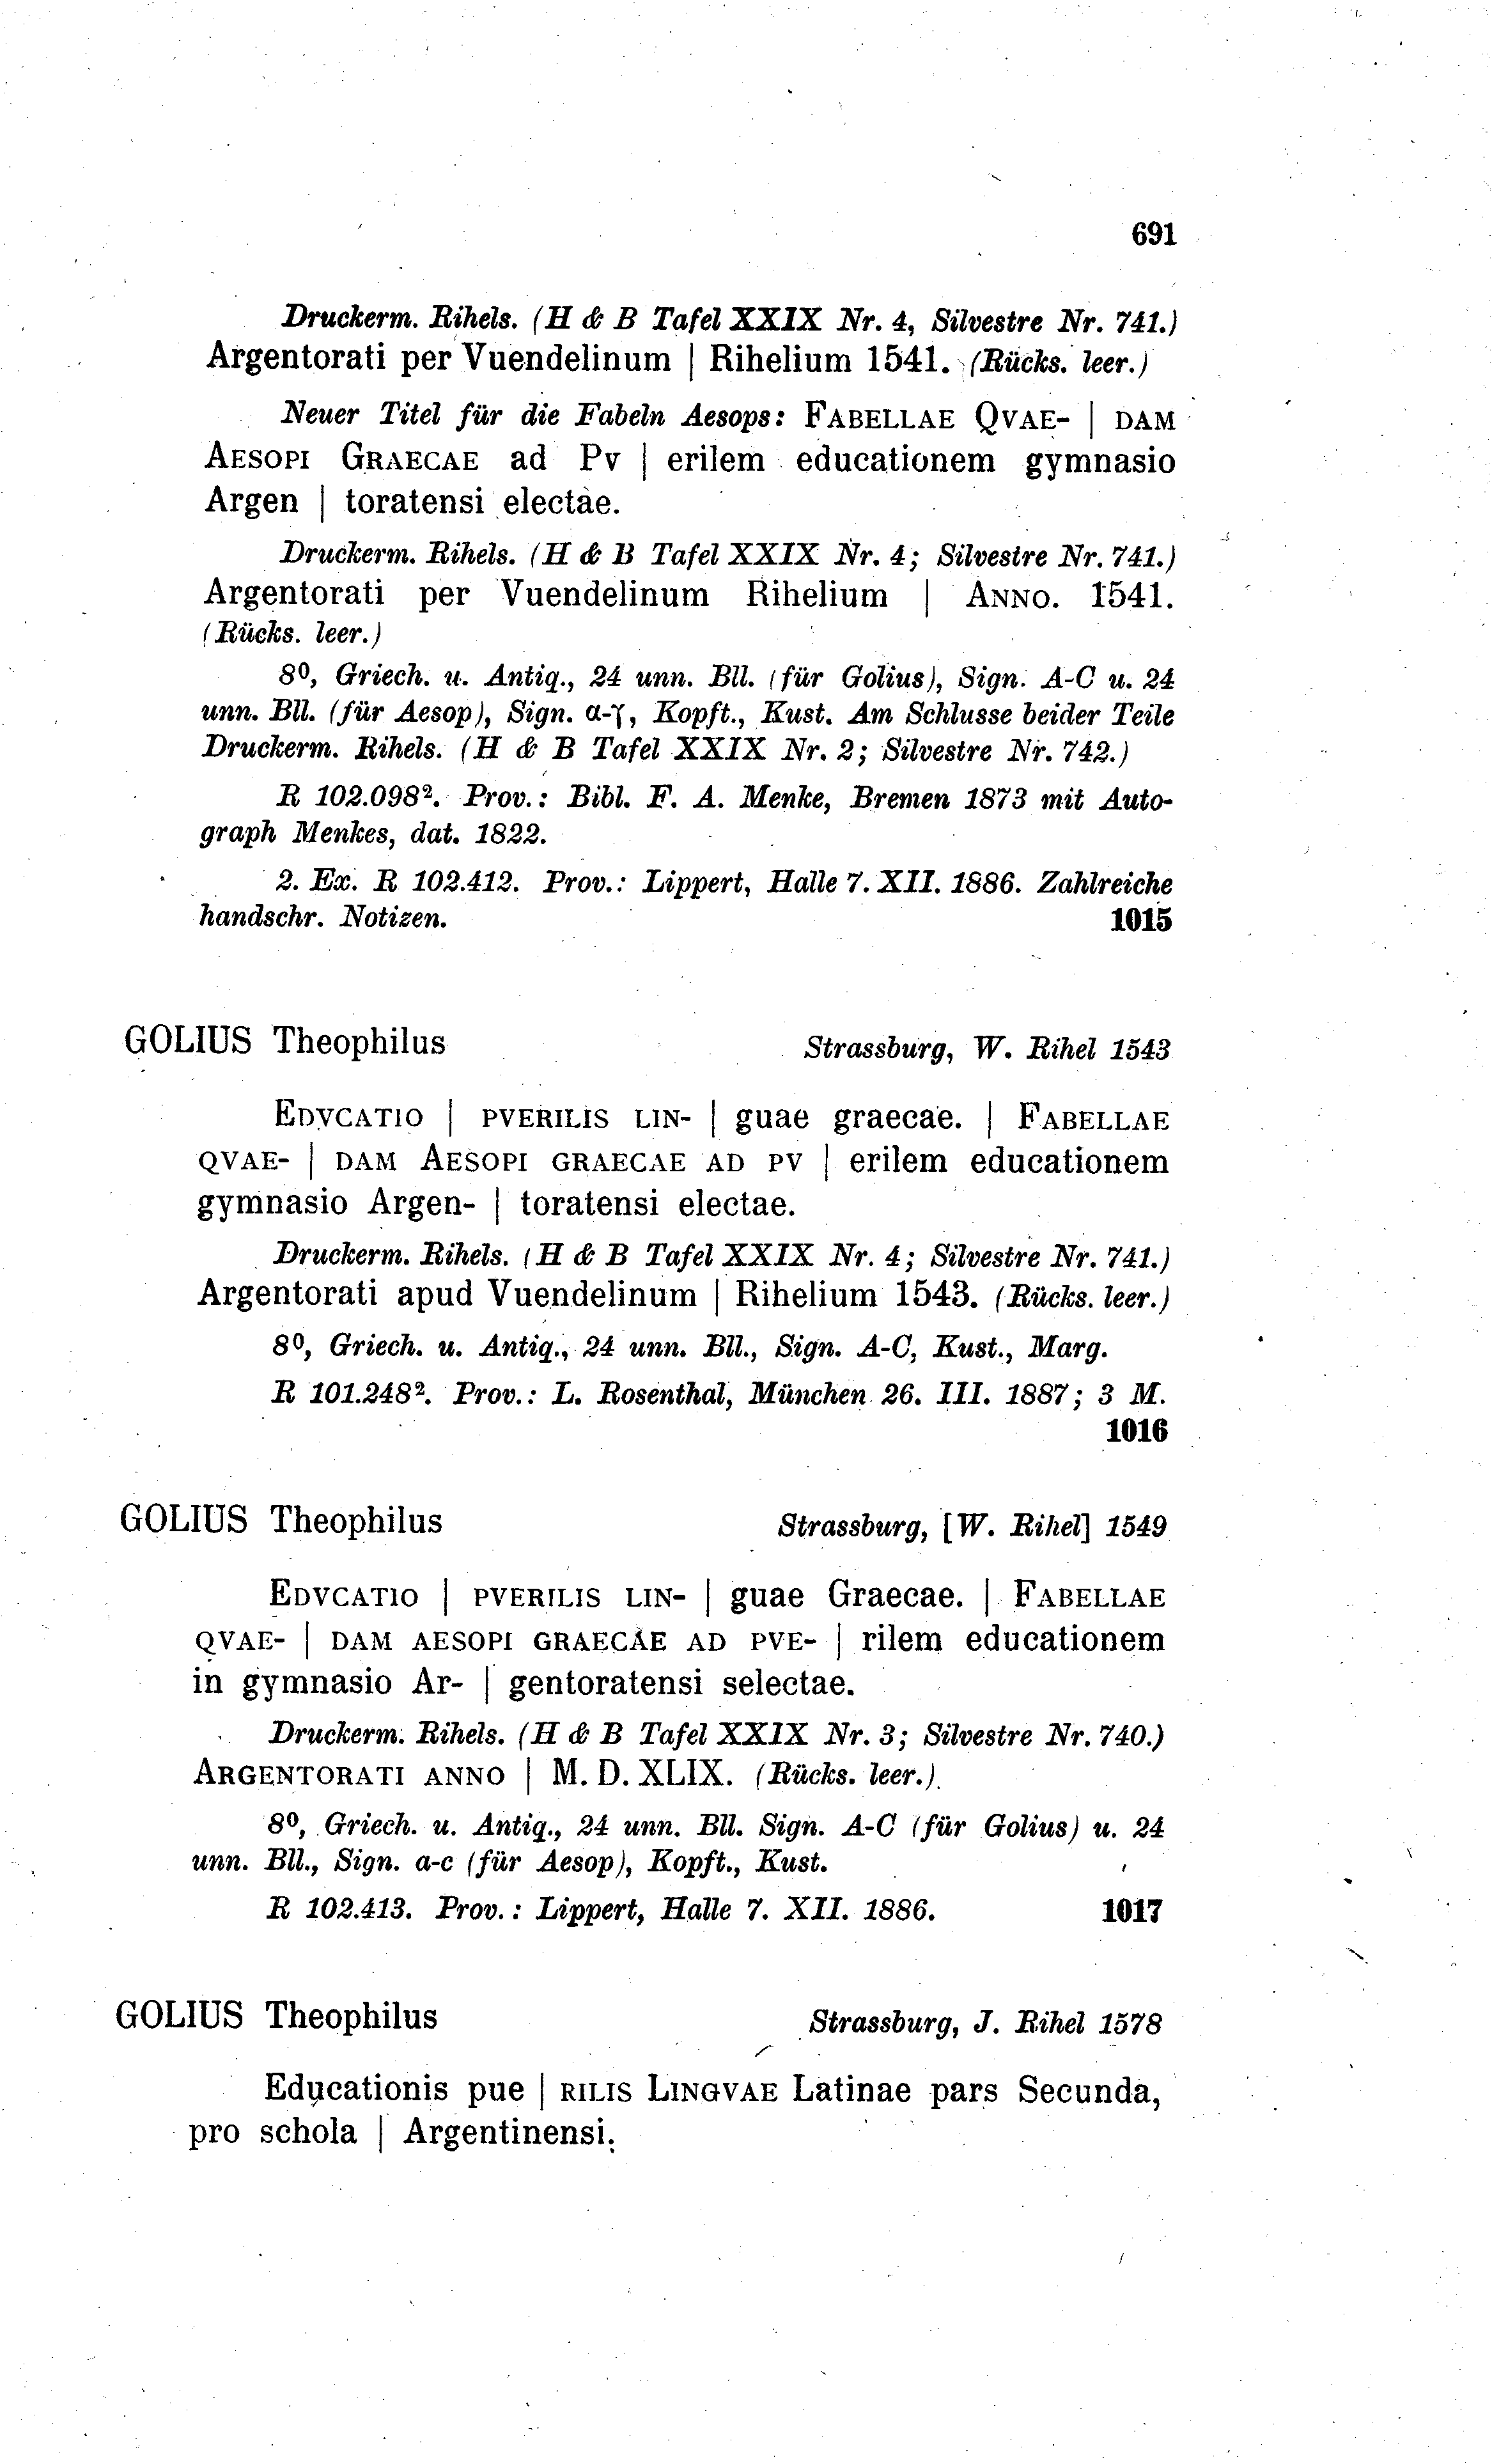 691
Druckerm. Rihels. (H & B Tafel XXIX Nr. 4, Silvestre Nr. 741.)
Argentorati per Vuendelinum | Rihelium 1541. (Rücks. leer.)
Neuer Titel für die Fabeln Aesops: FABELLAE QVAE- | DAM
AESOPI GRAECAE ad Pv | erilem educationem gymnasio
Argen | toratensi electae.
Druckerm. Rihels. (H & B Tafel XXIX Nr. 4; Silvestre Nr. 741.)
Argentorati per Vuendelinum Rihelium | ANNO. 1541.
(Rücks. leer.)
8⁰, Griech. u. Antiq., 24 unn. Bll. (für Golius), Sign. A-C u. 24
unn. Bll. (für Aesop), Sign. α-γ, Kopft., Kust. Am Schlusse beider Teile
Druckerm. Rihels. (H & B Tafel XXIX Nr. 2; Silvestre Nr. 742.)
R 102.098². Prov.: Bibl. F. A. Menke, Bremen 1873 mit Auto-
graph Menkes, dat. 1822.
2. Ex. R 102.412. Prov.: Lippert, Halle 7. XII. 1886. Zahlreiche
handschr. Notizen. 1015
GOLIUS Theophilus Strassburg, W. Rihel 1543
EDVCATIO | PVERILIS LIN- | guae graecae. | FABELLAE
QVAE- | DAM AESOPI GRAECAE AD PV | erilem educationem
gymnasio Argen- | toratensi electae.
Druckerm. Rihels. (H & B Tafel XXIX Nr. 4; Silvestre Nr. 741.)
Argentorati apud Vuendelinum | Rihelium 1543. (Rücks. leer.)
8⁰, Griech. u. Antiq., 24 unn. Bll., Sign. A-C, Kust., Marg.
R 101.248². Prov.: L. Rosenthal, München 26. III. 1887; 3 M.
1016
GOLIUS Theophilus Strassburg, [W. Rihel] 1549
EDVCATIO | PVERILIS LIN- | guae Graecae. | FABELLAE
QVAE- | DAM AESOPI GRAECAE AD PVE- | rilem educationem
in gymnasio Ar- | gentoratensi selectae.
Druckerm. Rihels. (H & B Tafel XXIX Nr. 3; Silvestre Nr. 740.)
ARGENTORATI ANNO | M. D. XLIX. (Rücks. leer.)
8⁰, Griech. u. Antiq., 24 unn. Bll. Sign. A-C (für Golius) u. 24
unn. Bll., Sign. a-c (für Aesop), Kopft., Kust.
R 102.413. Prov.: Lippert, Halle 7. XII. 1886. 1017
GOLIUS Theophilus Strassburg, J. Rihel 1578
Educationis pue | RILIS LINGVAE Latinae pars Secunda,
pro schola | Argentinensi.